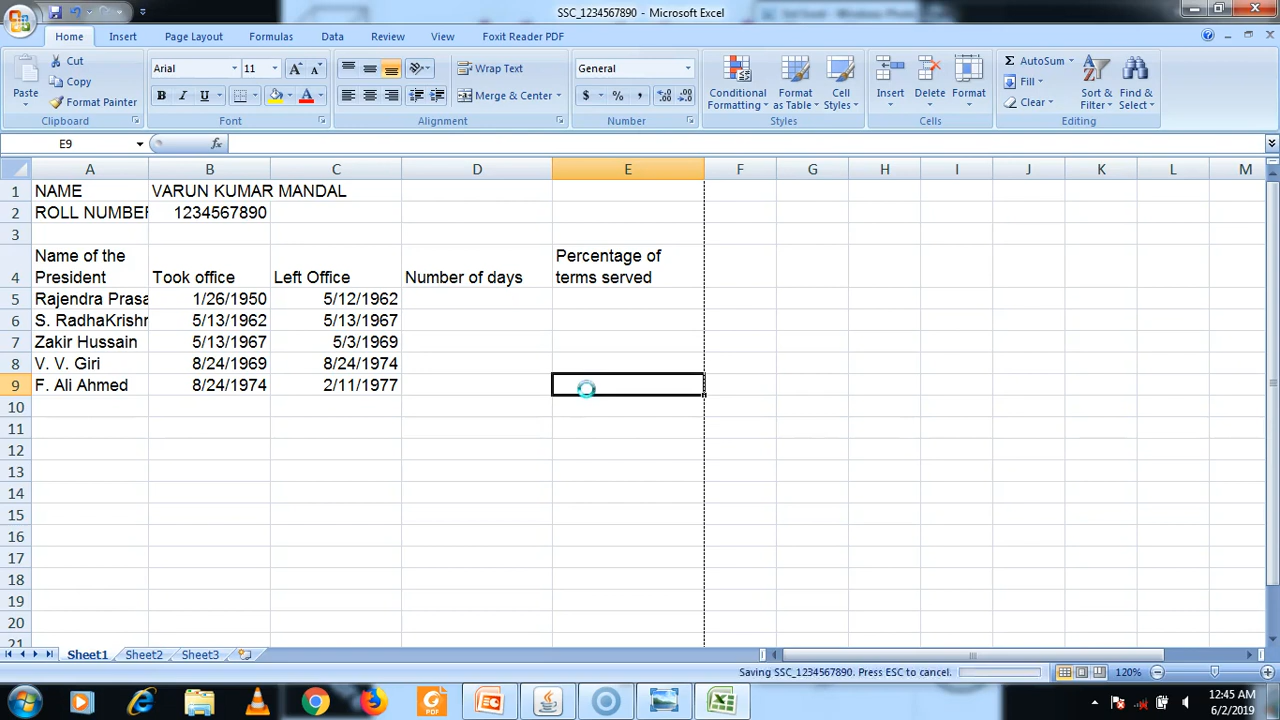 SSC_1234567890 - Microsoft Excel
Home Insert Page Layout Formulas Data Review View Foxit Reader PDF
Paste Cut Copy Format Painter Clipboard
Arial 11 Font
Wrap Text Merge & Center Alignment
General Number
Conditional Formatting Format as Table Cell Styles Styles
Insert Delete Format Cells
AutoSum Fill Clear Sort & Filter Find & Select Editing
E9
A B C D E F G H I J K L M
1 NAME VARUN KUMAR MANDAL
2 ROLL NUMBER 1234567890
3
4 Name of the President Took office Left Office Number of days Percentage of terms served
5 Rajendra Prasa 1/26/1950 5/12/1962
6 S. RadhaKrishr 5/13/1962 5/13/1967
7 Zakir Hussain 5/13/1967 5/3/1969
8 V. V. Giri 8/24/1969 8/24/1974
9 F. Ali Ahmed 8/24/1974 2/11/1977
10
11
12
13
14
15
16
17
18
19
20
21
Sheet1 Sheet2 Sheet3
Saving SSC_1234567890. Press ESC to cancel. 120%
12:45 AM
6/2/2019